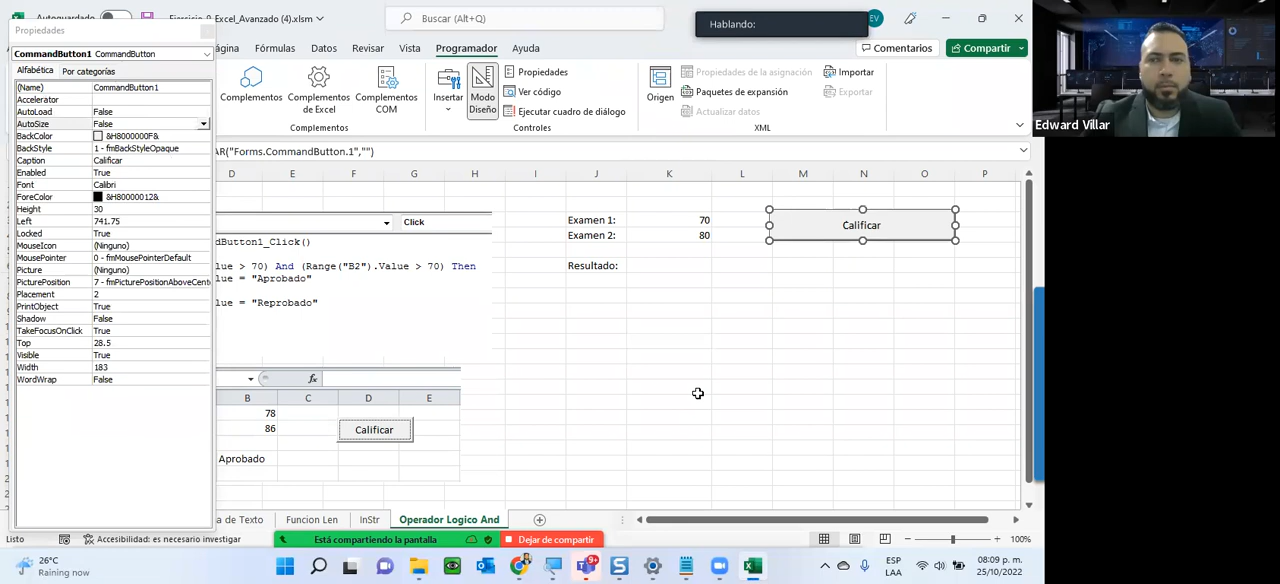 Autoguardado
Ejercicio_9_Excel_Avanzado (4).xlsm
Buscar (Alt+Q)
Hablando:
EV
Propiedades
CommandButton1 CommandButton
Alfabética
Por categorías
(Name) CommandButton1
Accelerator
AutoLoad False
AutoSize False
BackColor &H8000000F&
BackStyle 1 - fmBackStyleOpaque
Caption Calificar
Enabled True
Font Calibri
ForeColor &H80000012&
Height 30
Left 741.75
Locked True
MouseIcon (Ninguno)
MousePointer 0 - fmMousePointerDefault
Picture (Ninguno)
PicturePosition 7 - fmPicturePositionAboveCent
Placement 2
PrintObject True
Shadow False
TakeFocusOnClick True
Top 28.5
Visible True
Width 183
WordWrap False
ágina Fórmulas Datos Revisar Vista Programador Ayuda
Comentarios
Compartir
Complementos
Complementos de Excel
Complementos COM
Complementos
Insertar
Modo Diseño
Propiedades
Ver código
Ejecutar cuadro de diálogo
Controles
Origen
Propiedades de la asignación
Paquetes de expansión
Actualizar datos
Importar
Exportar
XML
AR("Forms.CommandButton.1","")
D E F G H I J K L M N O P
Click
ndButton1_Click()
lue > 70) And (Range("B2").Value > 70) Then
lue = "Aprobado"
lue = "Reprobado"
Examen 1: 70
Examen 2: 80
Resultado:
Calificar
fx
B C D E
78
86
Calificar
Aprobado
a de Texto
Funcion Len
InStr
Operador Logico And
Listo
Accesibilidad: es necesario investigar
Está compartiendo la pantalla
Dejar de compartir
100%
26°C
Raining now
9+
ESP
LAA
08:09 p. m.
25/10/2022
Edward Villar